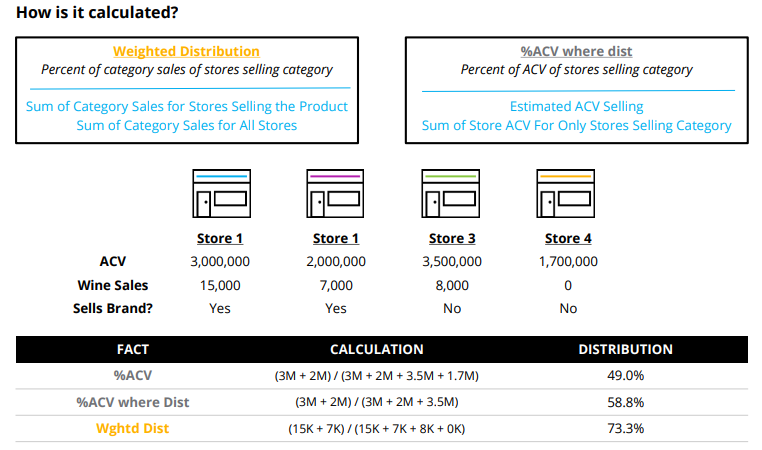 How is it calculated?
Weighted Distribution
Percent of category sales of stores selling category
Sum of Category Sales for Stores Selling the Product
Sum of Category Sales for All Stores
%ACV where dist
Percent of ACV of stores selling category
Estimated ACV Selling
Sum of Store ACV For Only Stores Selling Category
Store 1 Store 1 Store 3 Store 4
ACV 3,000,000 2,000,000 3,500,000 1,700,000
Wine Sales 15,000 7,000 8,000 0
Sells Brand? Yes Yes No No
FACT CALCULATION DISTRIBUTION
%ACV (3M + 2M) / (3M + 2M + 3.5M + 1.7M) 49.0%
%ACV where Dist (3M + 2M) / (3M + 2M + 3.5M) 58.8%
Wghtd Dist (15K + 7K) / (15K + 7K + 8K + 0K) 73.3%